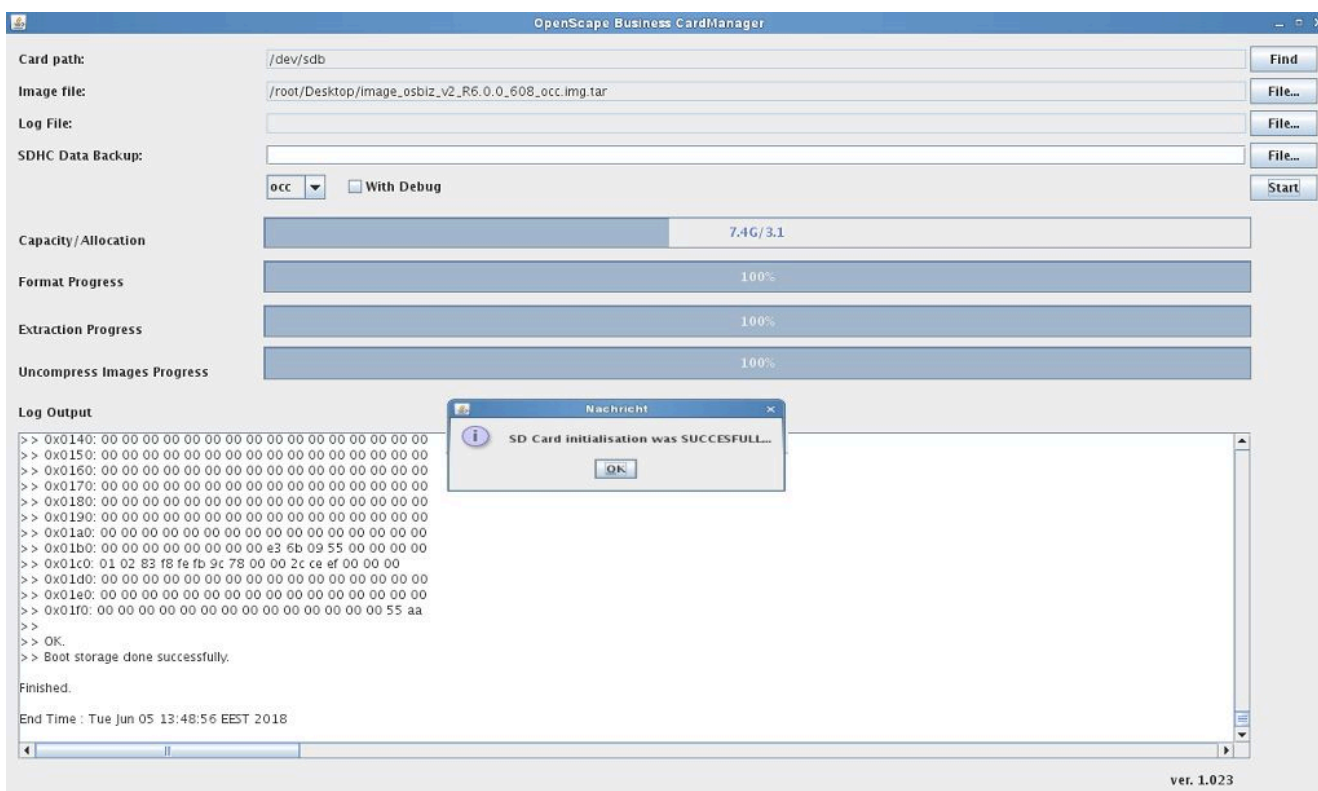 OpenScape Business CardManager
Card path:
/dev/sdb
Find
Image file:
/root/Desktop/image_osbiz_v2_R6.0.0_608_occ.img.tar
File...
Log File:
File...
SDHC Data Backup:
File...
occ
With Debug
Start
Capacity/Allocation
7.4G/3.1
Format Progress
100%
Extraction Progress
100%
Uncompress Images Progress
100%
Log Output
Nachricht
SD Card initialisation was SUCCESFULL...
OK
>> 0x0140: 00 00 00 00 00 00 00 00 00 00 00 00 00 00 00 00
>> 0x0150: 00 00 00 00 00 00 00 00 00 00 00 00 00 00 00 00
>> 0x0160: 00 00 00 00 00 00 00 00 00 00 00 00 00 00 00 00
>> 0x0170: 00 00 00 00 00 00 00 00 00 00 00 00 00 00 00 00
>> 0x0180: 00 00 00 00 00 00 00 00 00 00 00 00 00 00 00 00
>> 0x0190: 00 00 00 00 00 00 00 00 00 00 00 00 00 00 00 00
>> 0x01a0: 00 00 00 00 00 00 00 00 00 00 00 00 00 00 00 00
>> 0x01b0: 00 00 00 00 00 00 00 00 e3 6b 09 55 00 00 00 00
>> 0x01c0: 01 02 83 f8 fe fb 9c 78 00 00 2c ce ef 00 00 00
>> 0x01d0: 00 00 00 00 00 00 00 00 00 00 00 00 00 00 00 00
>> 0x01e0: 00 00 00 00 00 00 00 00 00 00 00 00 00 00 00 00
>> 0x01f0: 00 00 00 00 00 00 00 00 00 00 00 00 00 00 55 aa
>>
>> OK.
>> Boot storage done successfully.
Finished.
End Time : Tue Jun 05 13:48:56 EEST 2018
ver. 1.023